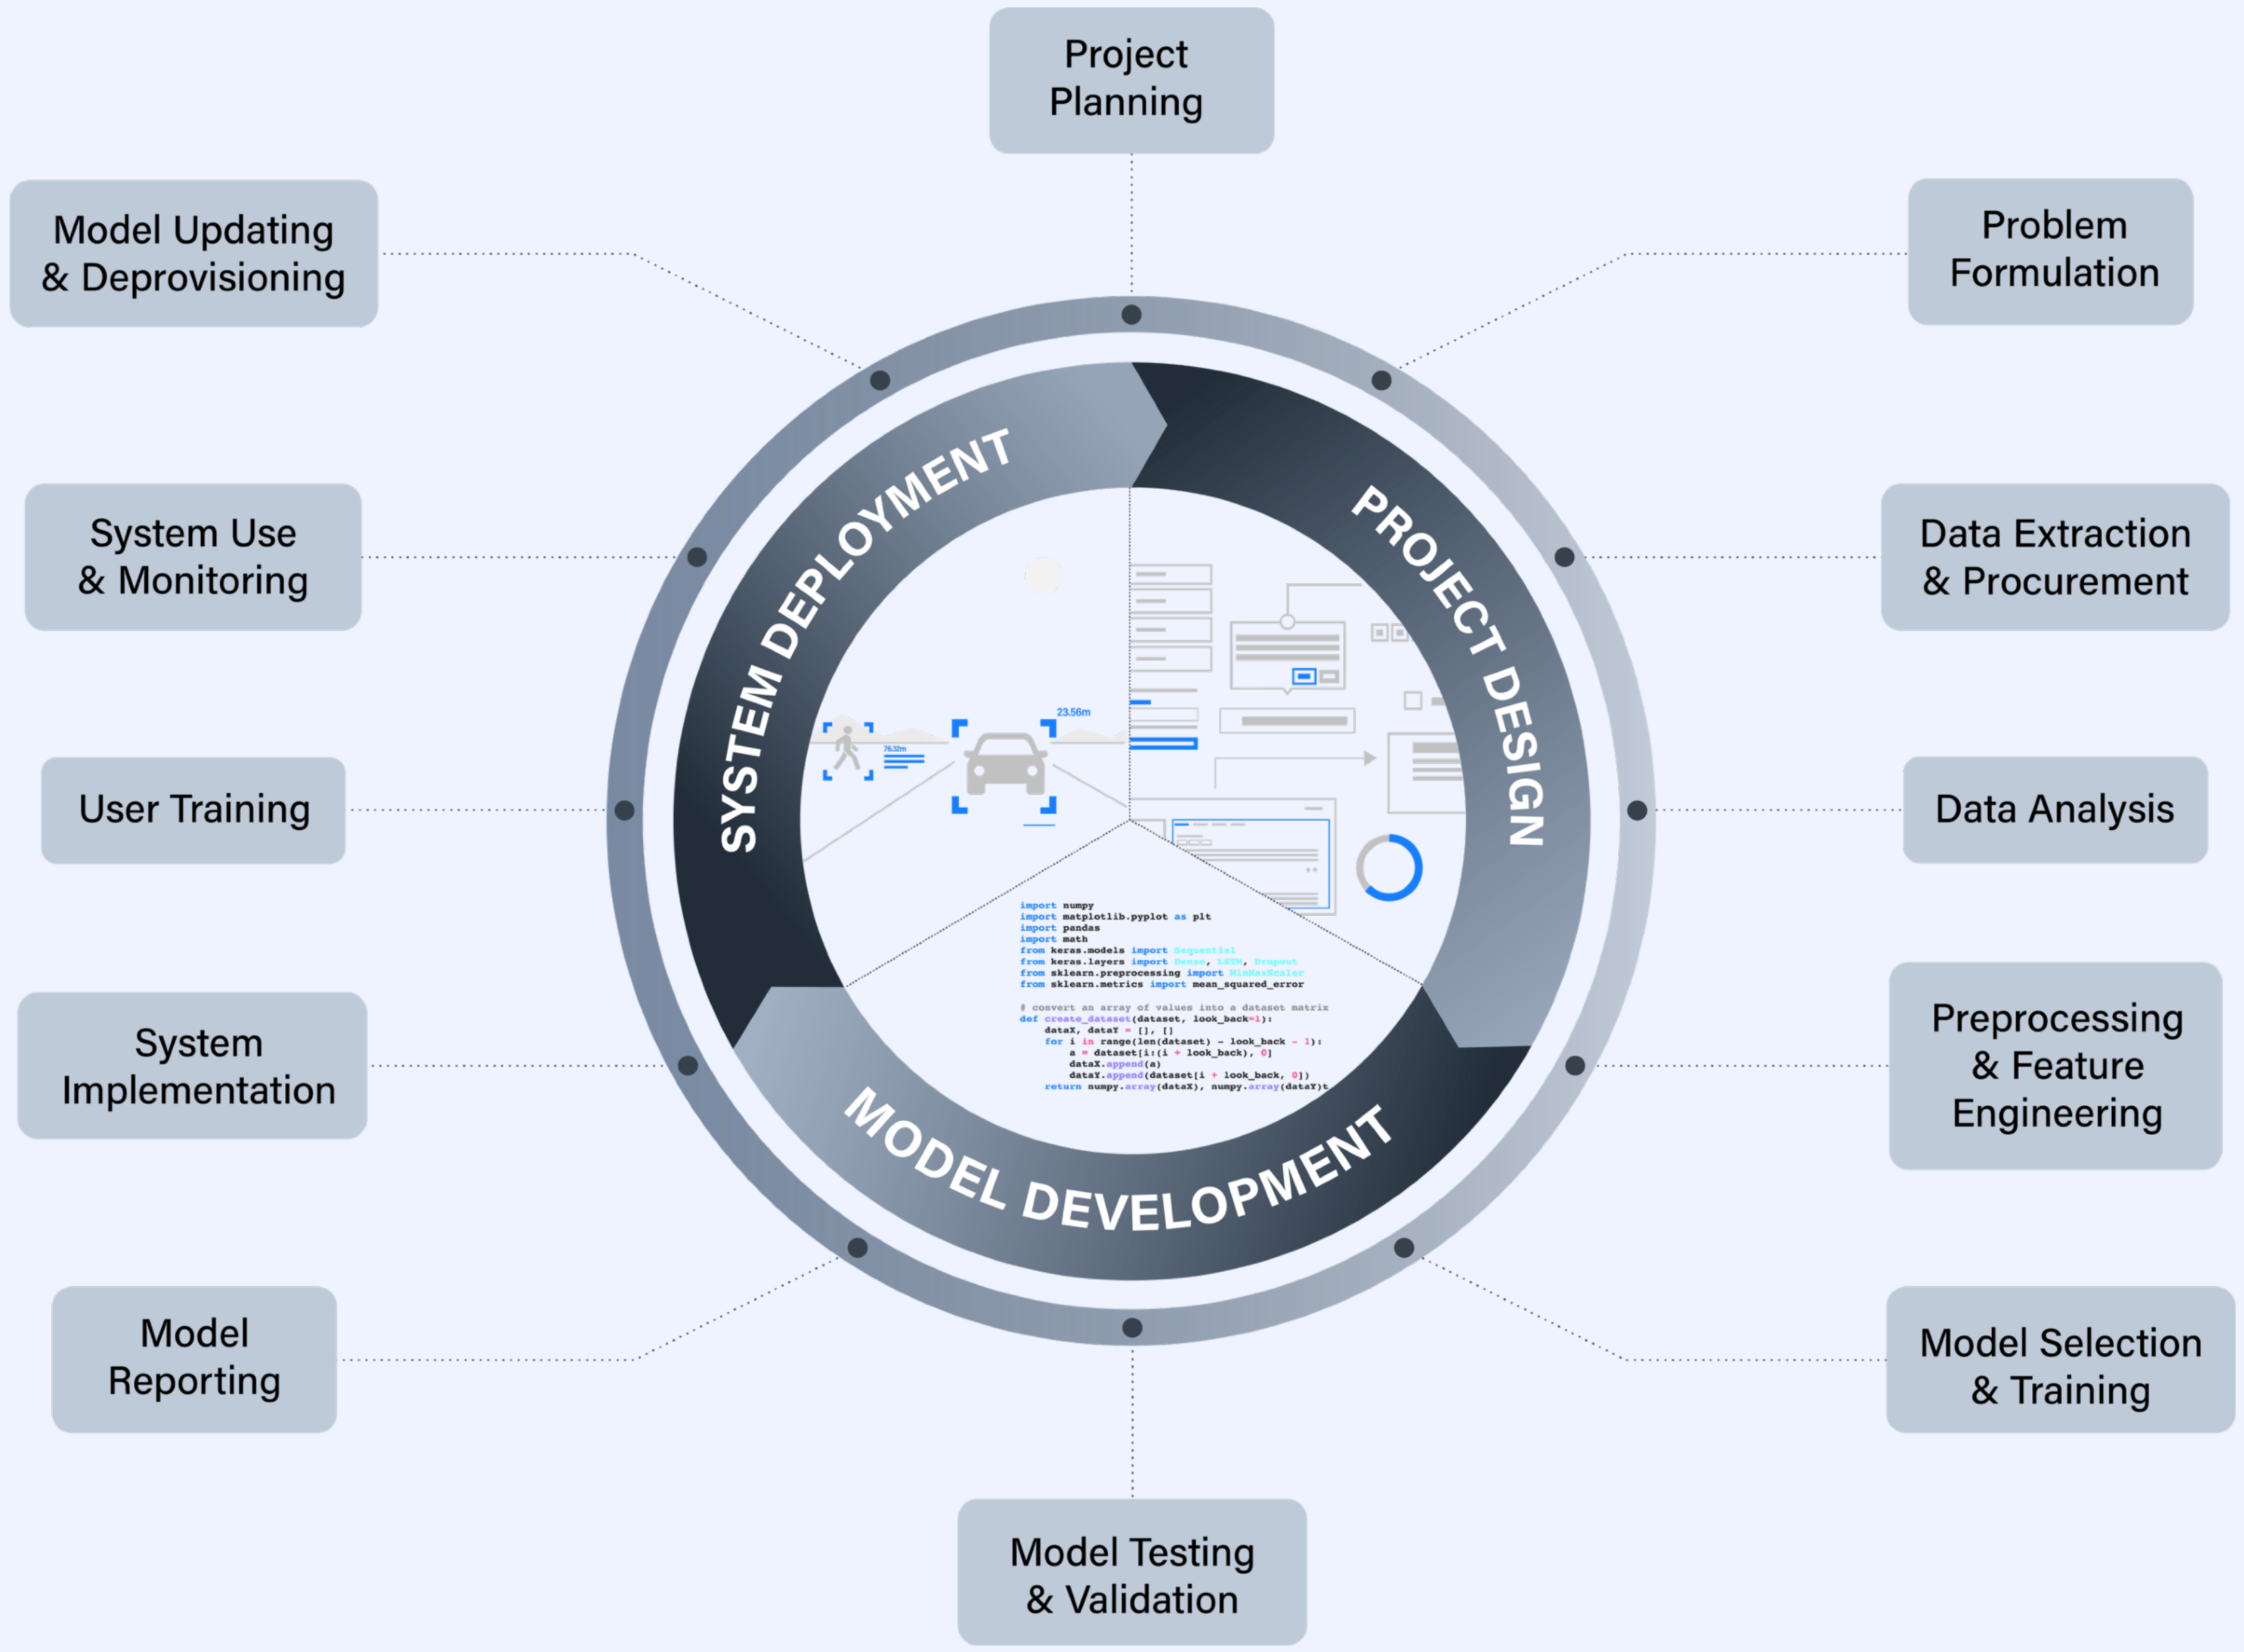 Project
Planning
Problem
Formulation
Data Extraction
& Procurement
Data Analysis
Preprocessing
& Feature
Engineering
Model Selection
& Training
Model Testing
& Validation
Model
Reporting
System
Implementation
User Training
System Use
& Monitoring
Model Updating
& Deprovisioning
PROJECT DESIGN
MODEL DEVELOPMENT
SYSTEM DEPLOYMENT
23.56m
76.32m
import numpy
import matplotlib.pyplot as plt
import pandas
import math
from keras.models import Sequential
from keras.layers import Dense, LSTM, Dropout
from sklearn.preprocessing import MinMaxScaler
from sklearn.metrics import mean_squared_error
# convert an array of values into a dataset matrix
def create_dataset(dataset, look_back=1):
dataX, dataY = [], []
for i in range(len(dataset) - look_back - 1):
a = dataset[i:(i + look_back), 0]
dataX.append(a)
dataY.append(dataset[i + look_back, 0])
return numpy.array(dataX), numpy.array(dataY)t